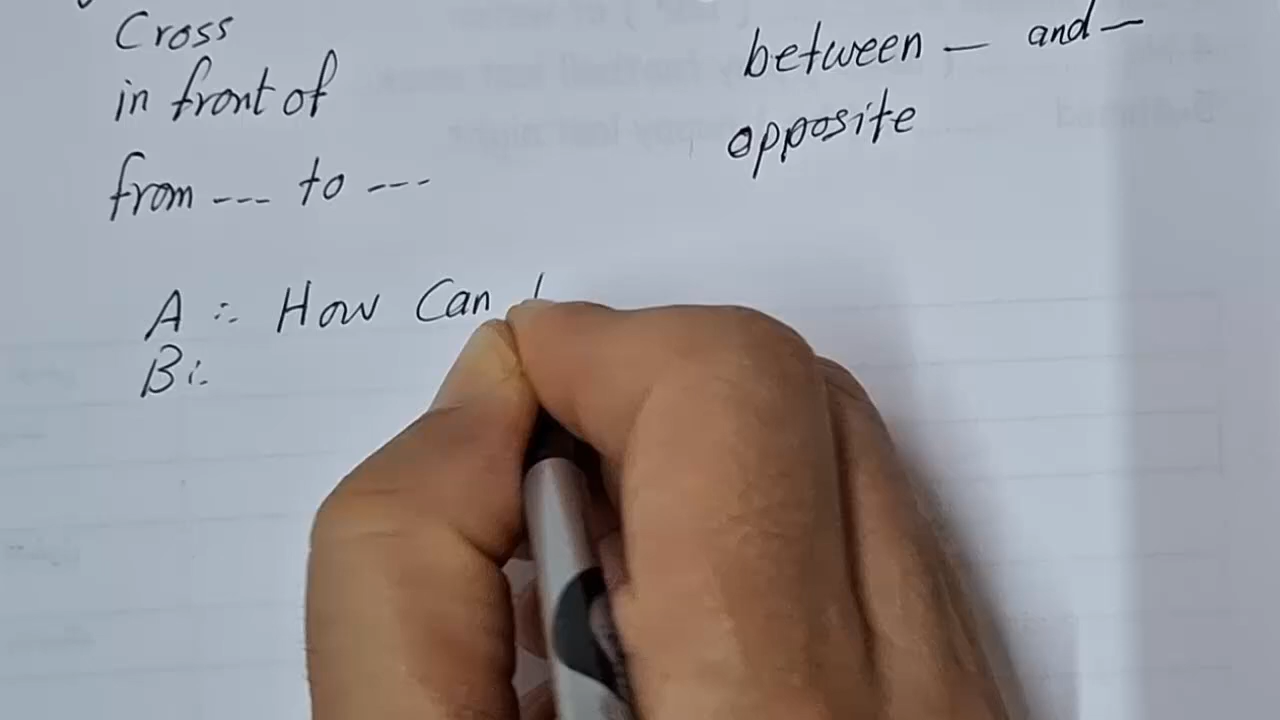 Cross
in front of
from --- to ---
between — and —
opposite
A : How Can
B :